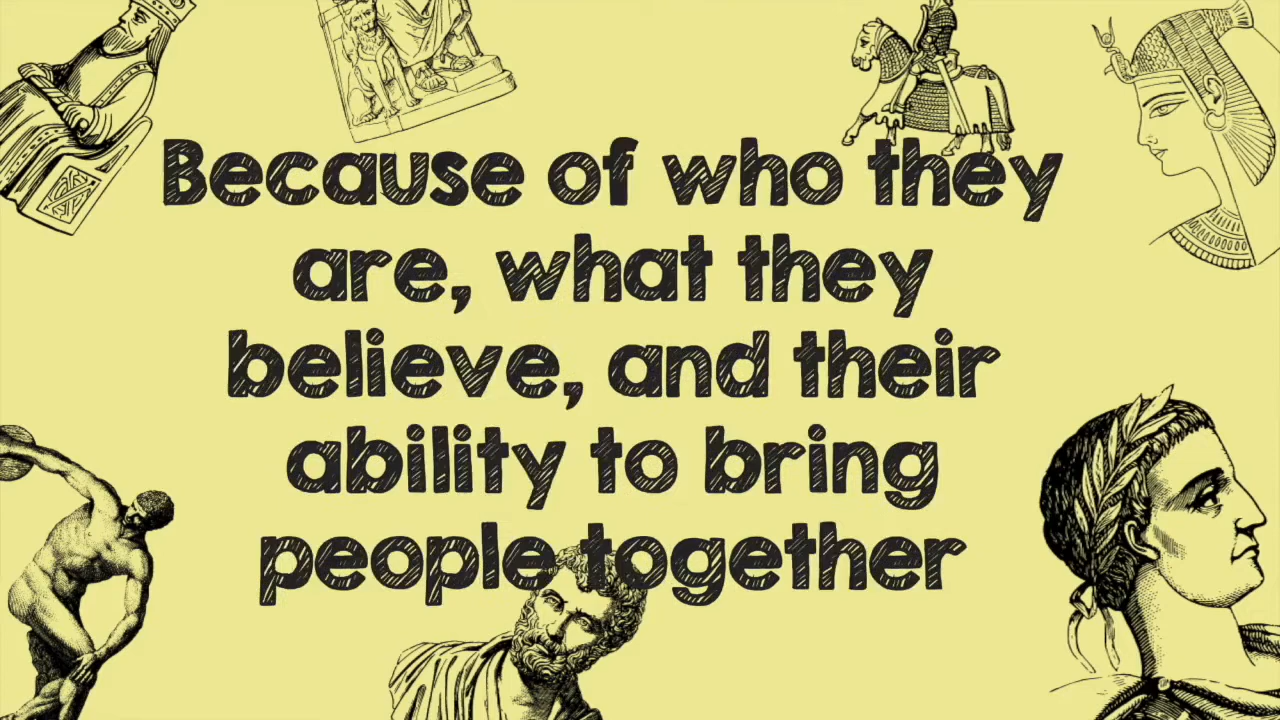 Because of who they
are, what they
believe, and their
ability to bring
people together